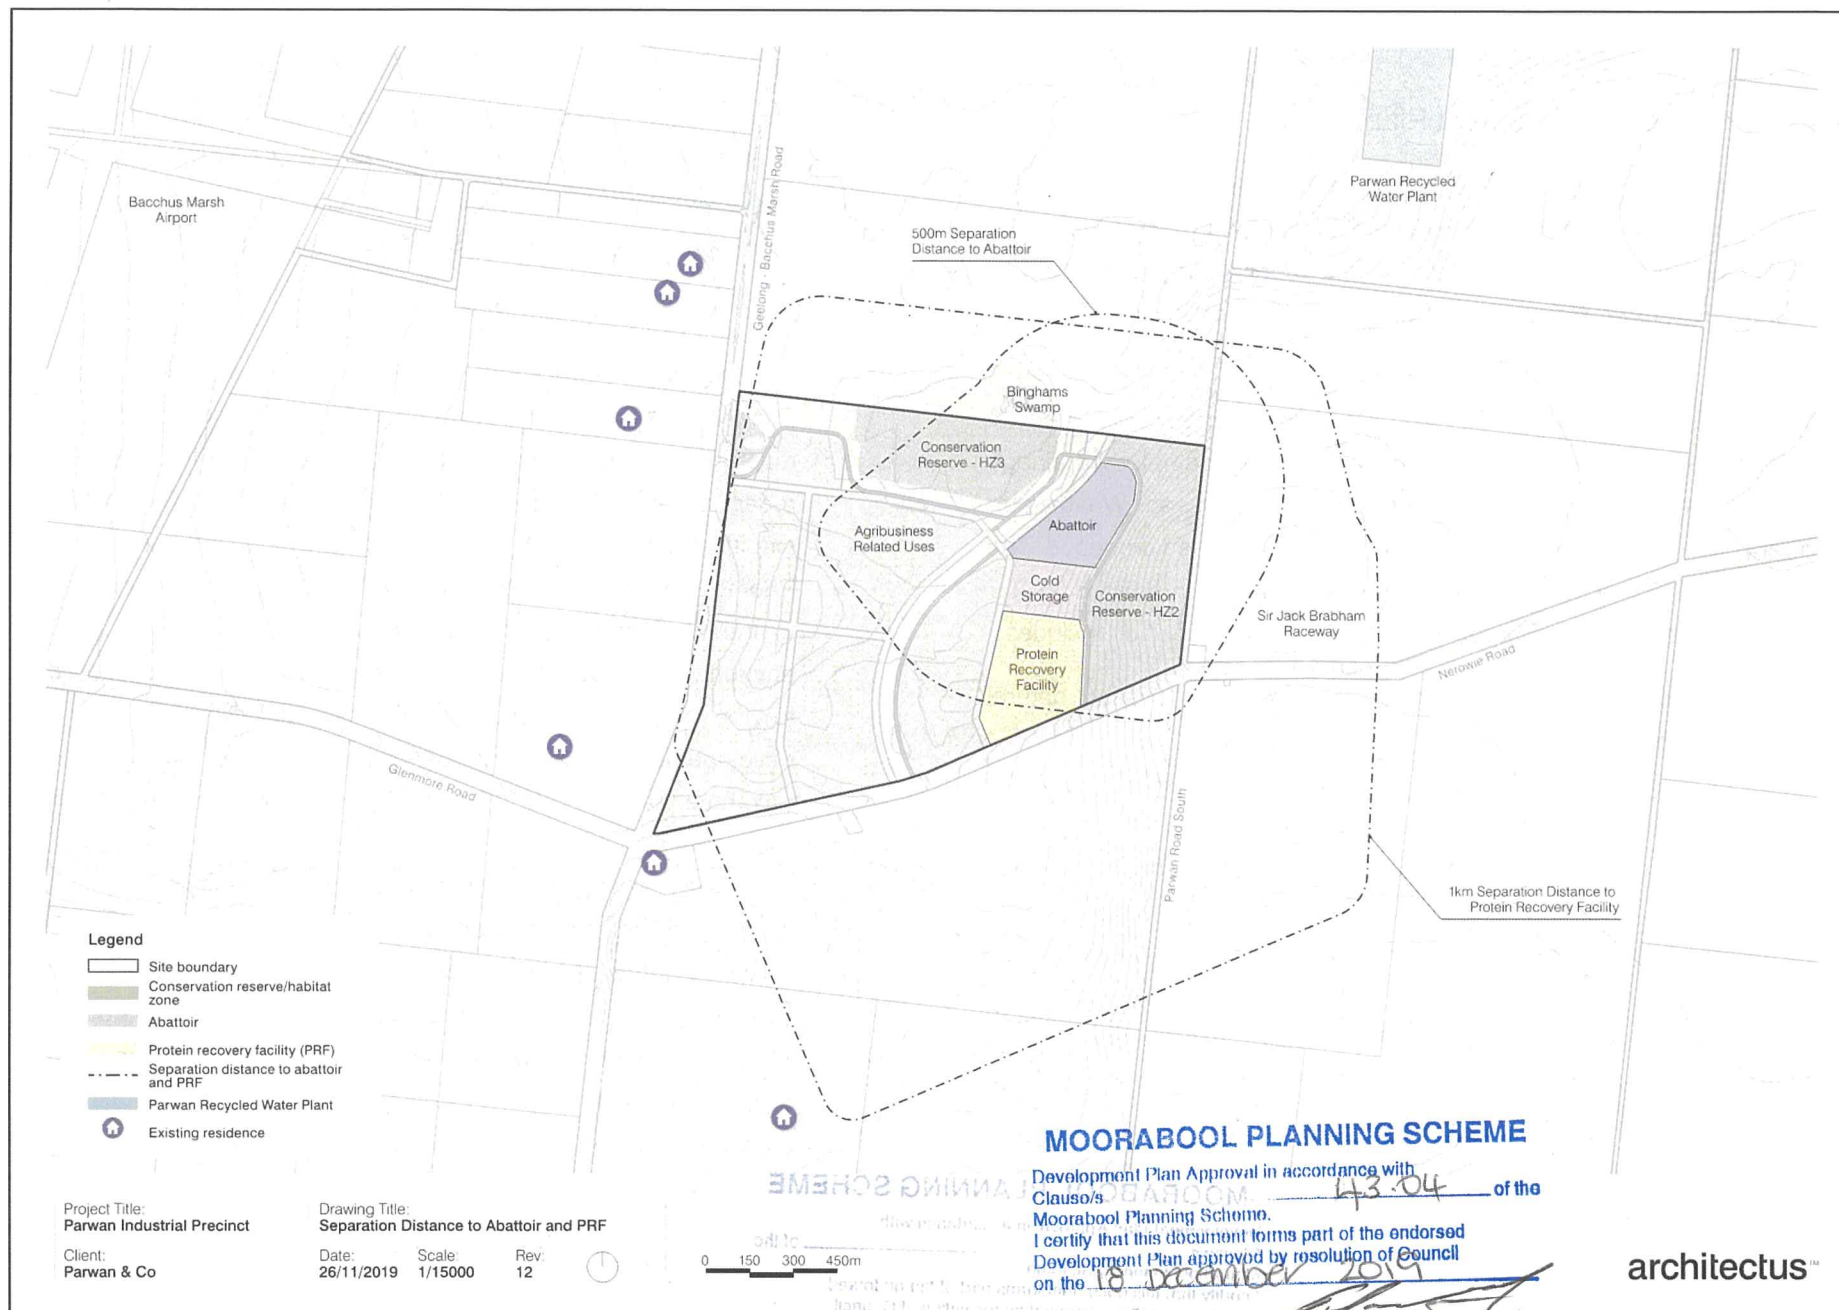 Bacchus Marsh
Airport
Geelong - Bacchus Marsh Road
500m Separation
Distance to Abattoir
Parwan Recycled
Water Plant
Binghams
Swamp
Conservation
Reserve - HZ3
Agribusiness
Related Uses
Abattoir
Cold
Storage
Conservation
Reserve - HZ2
Protein
Recovery
Facility
Sir Jack Brabham
Raceway
Nerowie Road
Glenmore Road
Parwan Road South
1km Separation Distance to
Protein Recovery Facility
Legend
Site boundary
Conservation reserve/habitat
zone
Abattoir
Protein recovery facility (PRF)
Separation distance to abattoir
and PRF
Parwan Recycled Water Plant
Existing residence
MOORABOOL PLANNING SCHEME
Development Plan Approval in accordance with
Clause/s 43.04 of the
Moorabool Planning Scheme.
I certify that this document forms part of the endorsed
Development Plan approved by resolution of Council
on the 18 DECEMBER 2019
Project Title:
Parwan Industrial Precinct
Drawing Title:
Separation Distance to Abattoir and PRF
Client:
Parwan & Co
Date:
26/11/2019
Scale:
1/15000
Rev:
12
0 150 300 450m
architectus™